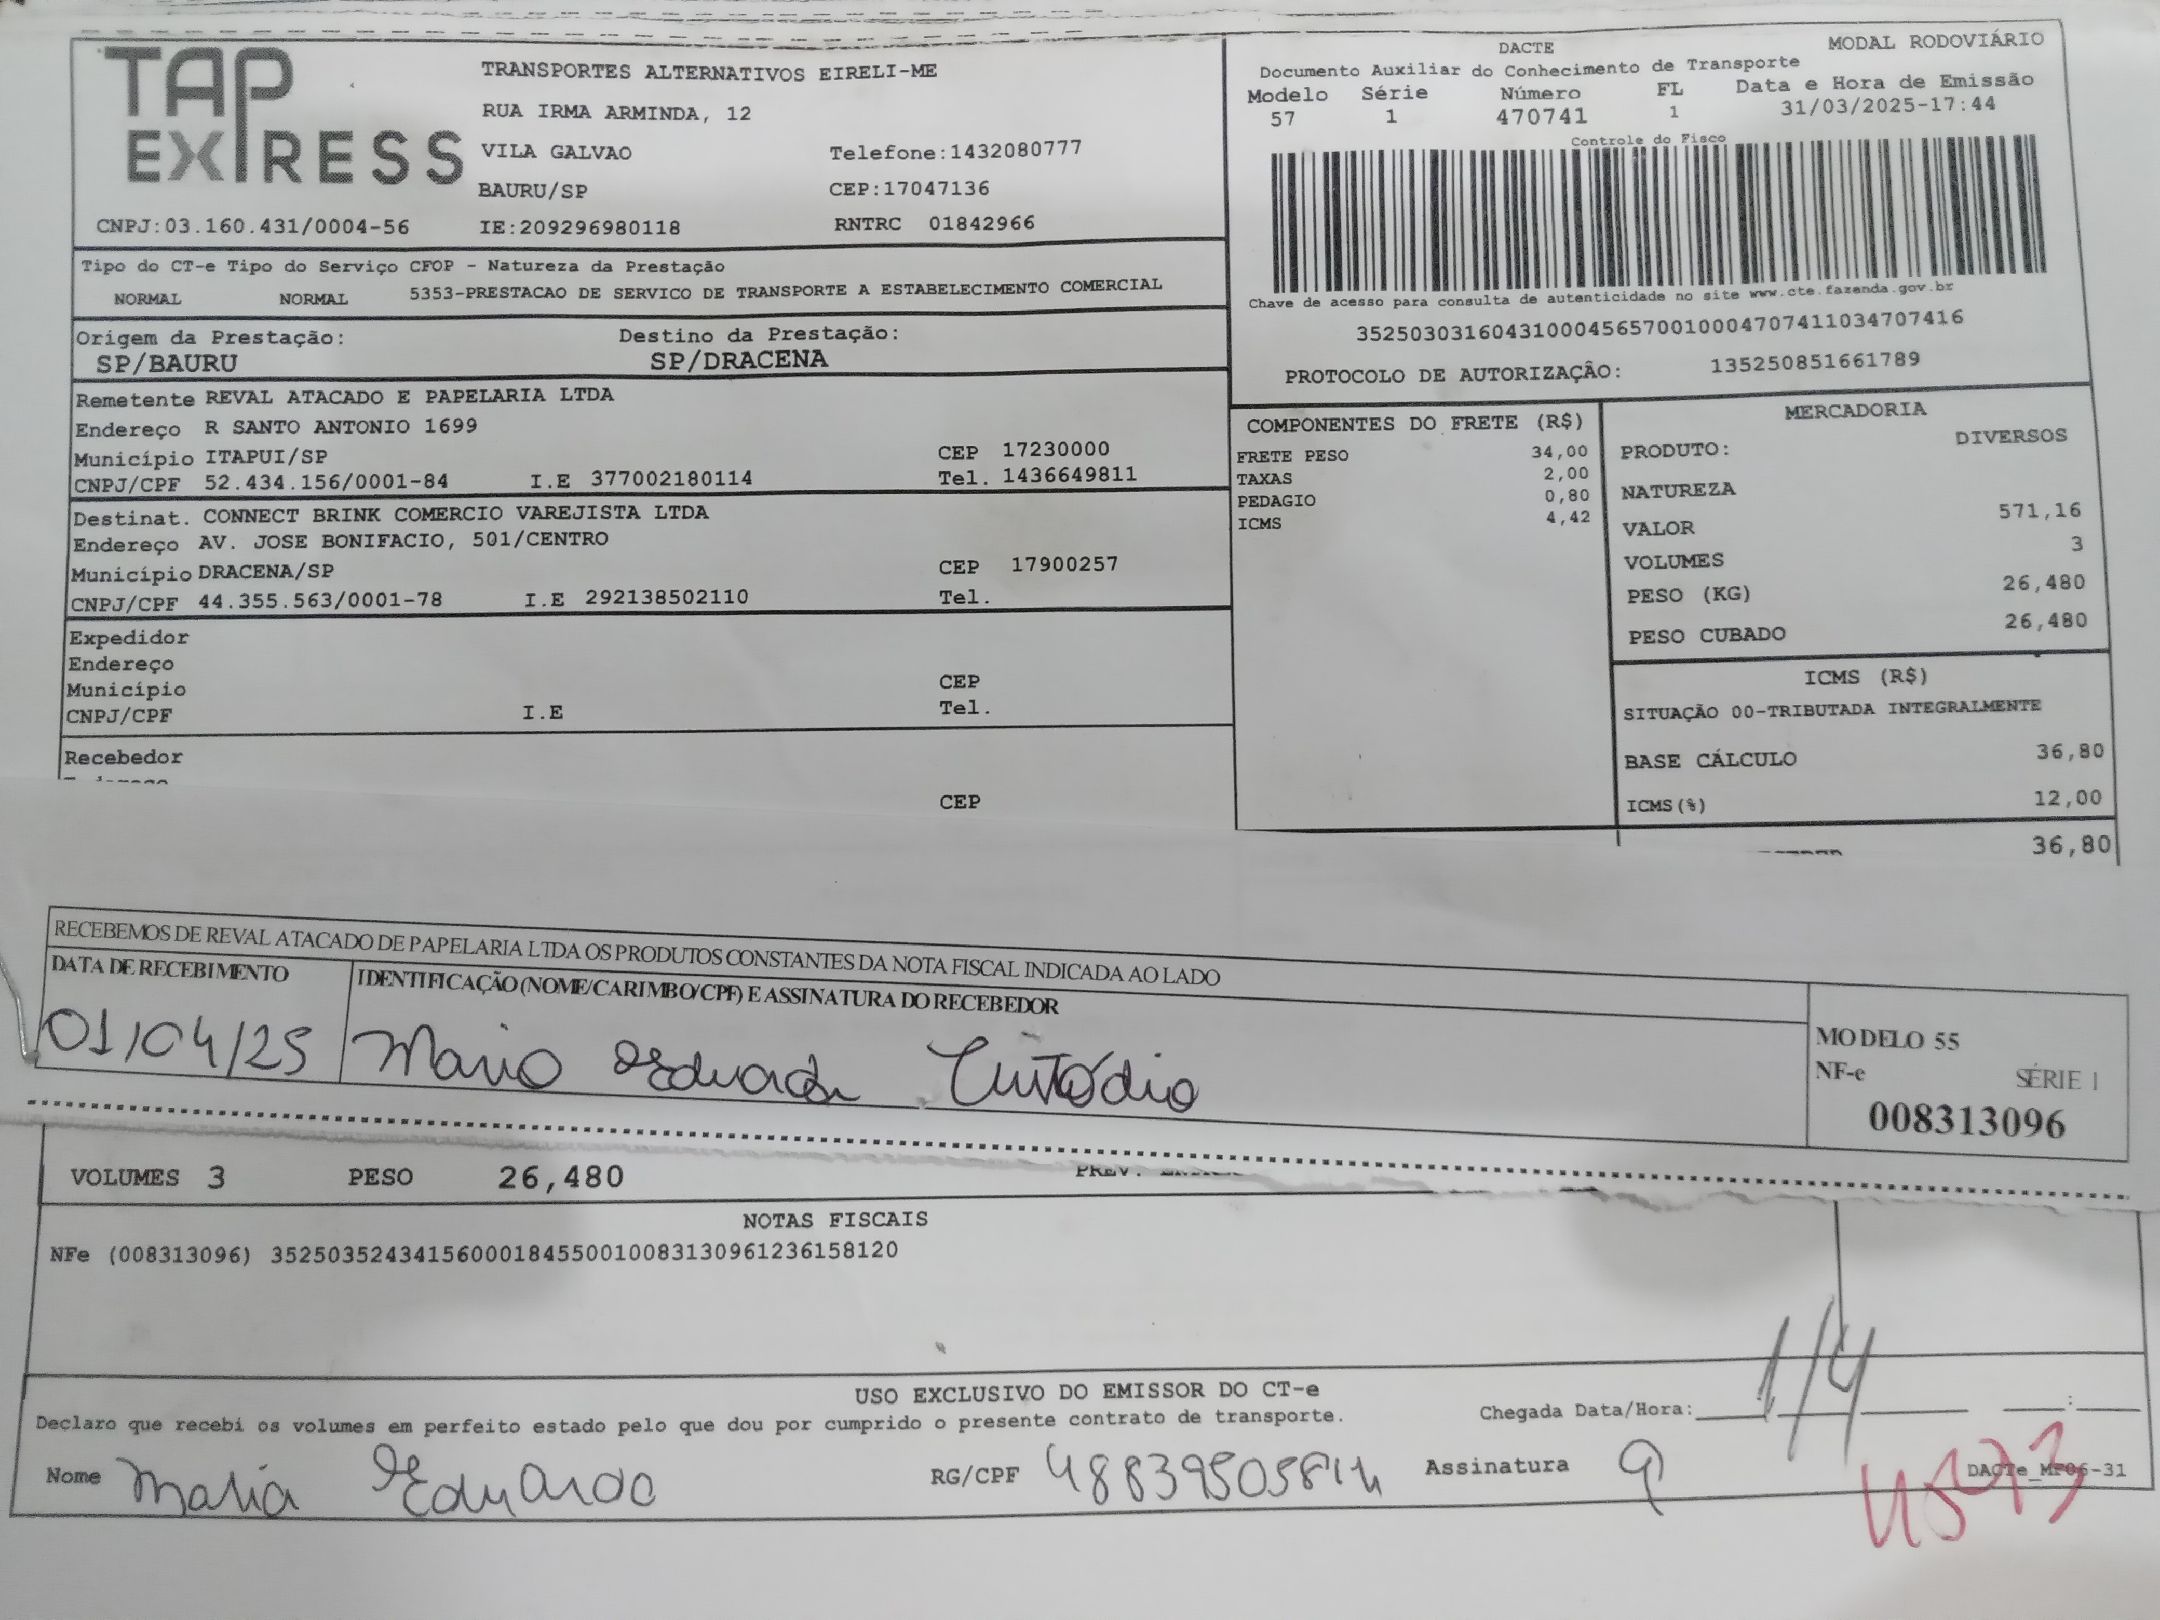 TAP EXPRESS
TRANSPORTES ALTERNATIVOS EIRELI-ME
RUA IRMA ARMINDA, 12
VILA GALVAO Telefone:1432080777
BAURU/SP CEP:17047136
CNPJ:03.160.431/0004-56 IE:209296980118 RNTRC 01842966
DACTE MODAL RODOVIÁRIO
Documento Auxiliar do Conhecimento de Transporte
Modelo Série Número FL Data e Hora de Emissão
57 1 470741 1 31/03/2025-17:44
Controle do Fisco
Chave de acesso para consulta de autenticidade no site www.cte.fazenda.gov.br
35250303160431000456570010004707411034707416
PROTOCOLO DE AUTORIZAÇÃO: 135250851661789
Tipo do CT-e Tipo do Serviço CFOP - Natureza da Prestação
NORMAL NORMAL 5353-PRESTACAO DE SERVICO DE TRANSPORTE A ESTABELECIMENTO COMERCIAL
Origem da Prestação: Destino da Prestação:
SP/BAURU SP/DRACENA
Remetente REVAL ATACADO E PAPELARIA LTDA
Endereço R SANTO ANTONIO 1699
Município ITAPUI/SP CEP 17230000
CNPJ/CPF 52.434.156/0001-84 I.E 377002180114 Tel. 1436649811
Destinat. CONNECT BRINK COMERCIO VAREJISTA LTDA
Endereço AV. JOSE BONIFACIO, 501/CENTRO
Município DRACENA/SP CEP 17900257
CNPJ/CPF 44.355.563/0001-78 I.E 292138502110 Tel.
Expedidor
Endereço
Município CEP
CNPJ/CPF I.E Tel.
Recebedor
CEP
COMPONENTES DO FRETE (R$)
FRETE PESO 34,00
TAXAS 2,00
PEDAGIO 0,80
ICMS 4,42
MERCADORIA
PRODUTO: DIVERSOS
NATUREZA
VALOR 571,16
VOLUMES 3
PESO (KG) 26,480
PESO CUBADO 26,480
ICMS (R$)
SITUAÇÃO 00-TRIBUTADA INTEGRALMENTE
BASE CÁLCULO 36,80
ICMS(%) 12,00
36,80
RECEBEMOS DE REVAL ATACADO DE PAPELARIA LTDA OS PRODUTOS CONSTANTES DA NOTA FISCAL INDICADA AO LADO
DATA DE RECEBIMENTO IDENTIFICAÇÃO (NOME/CARIMBO/CPF) E ASSINATURA DO RECEBEDOR
01/04/25 Maria Eduarda Custódio
MODELO 55
NF-e SÉRIE 1
008313096
VOLUMES 3 PESO 26,480 PREV.
NOTAS FISCAIS
NFe (008313096) 35250352434156000184550010083130961236158120
USO EXCLUSIVO DO EMISSOR DO CT-e
Declaro que recebi os volumes em perfeito estado pelo que dou por cumprido o presente contrato de transporte.
Chegada Data/Hora: 1/4 :
Nome Maria Eduarda RG/CPF Assinatura
DACTe_MF06-31